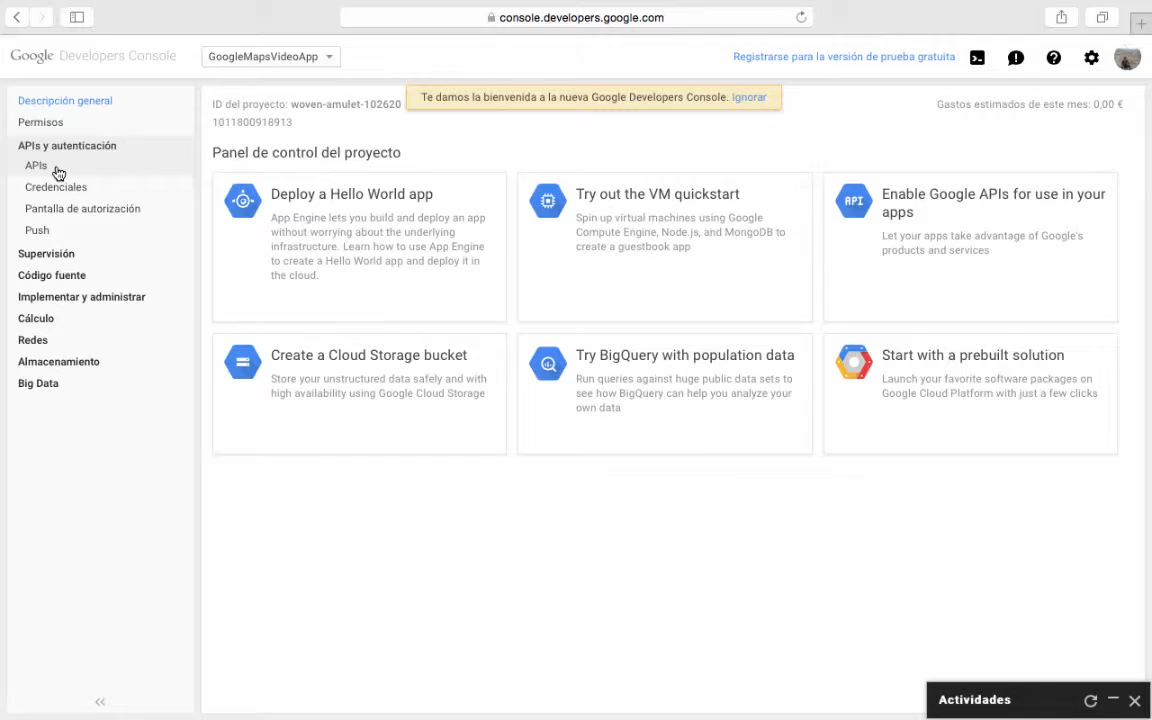 console.developers.google.com
Google Developers Console
GoogleMapsVideoApp
Registrarse para la versión de prueba gratuita
Descripción general
Permisos
APIs y autenticación
APIs
Credenciales
Pantalla de autorización
Push
Supervisión
Código fuente
Implementar y administrar
Cálculo
Redes
Almacenamiento
Big Data
ID del proyecto: woven-amulet-102620
1011800918913
Te damos la bienvenida a la nueva Google Developers Console. Ignorar
Gastos estimados de este mes: 0,00 €
Panel de control del proyecto
Deploy a Hello World app
App Engine lets you build and deploy an app
without worrying about the underlying
infrastructure. Learn how to use App Engine
to create a Hello World app and deploy it in
the cloud.
Try out the VM quickstart
Spin up virtual machines using Google
Compute Engine, Node.js, and MongoDB to
create a guestbook app
API
Enable Google APIs for use in your
apps
Let your apps take advantage of Google's
products and services
Create a Cloud Storage bucket
Store your unstructured data safely and with
high availability using Google Cloud Storage
Try BigQuery with population data
Run queries against huge public data sets to
see how BigQuery can help you analyze your
own data
Start with a prebuilt solution
Launch your favorite software packages on
Google Cloud Platform with just a few clicks
Actividades